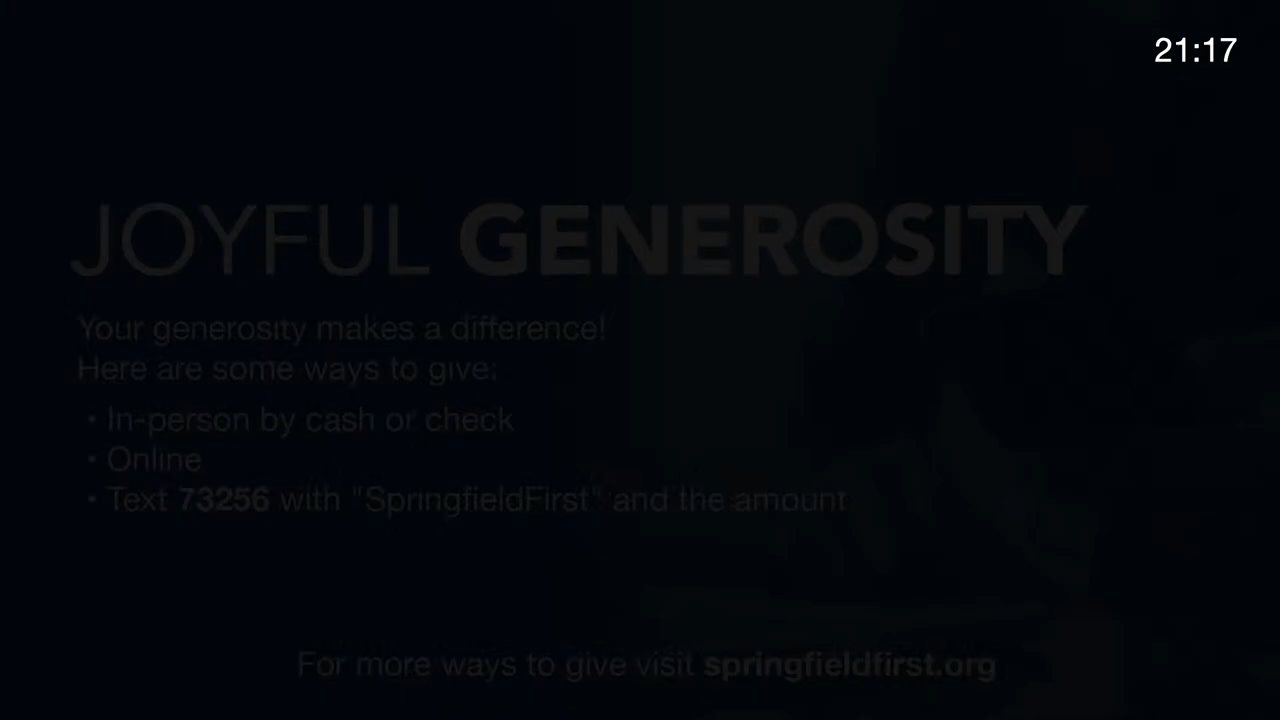 21:17
JOYFUL GENEROSITY
Your generosity makes a difference!
Here are some ways to give:
• In-person by cash or check
• Online
• Text 73256 with "SpringfieldFirst" and the amount
For more ways to give visit springfieldfirst.org